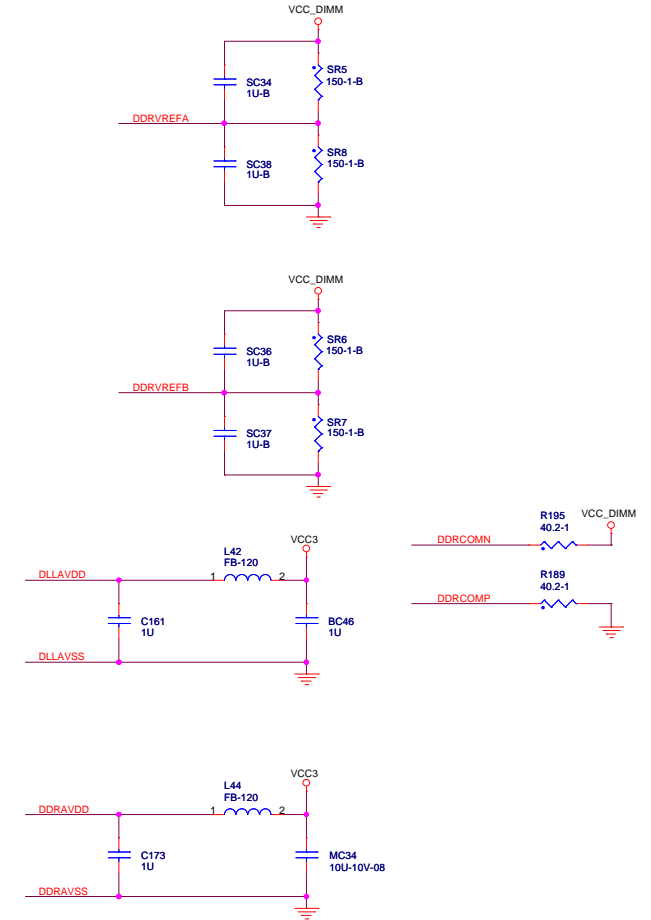 VCC_DIMM
SC34
1U-B
SR5
150-1-B
DDRVREFA
SC38
1U-B
SR8
150-1-B
VCC_DIMM
SC36
1U-B
SR6
150-1-B
DDRVREFB
SC37
1U-B
SR7
150-1-B
R195
40.2-1
VCC_DIMM
DDRCOMN
L42
FB-120
VCC3
DLLAVDD
1
2
R189
40.2-1
DDRCOMP
C161
1U
BC46
1U
DLLAVSS
L44
FB-120
VCC3
DDRAVDD
1
2
C173
1U
MC34
10U-10V-08
DDRAVSS